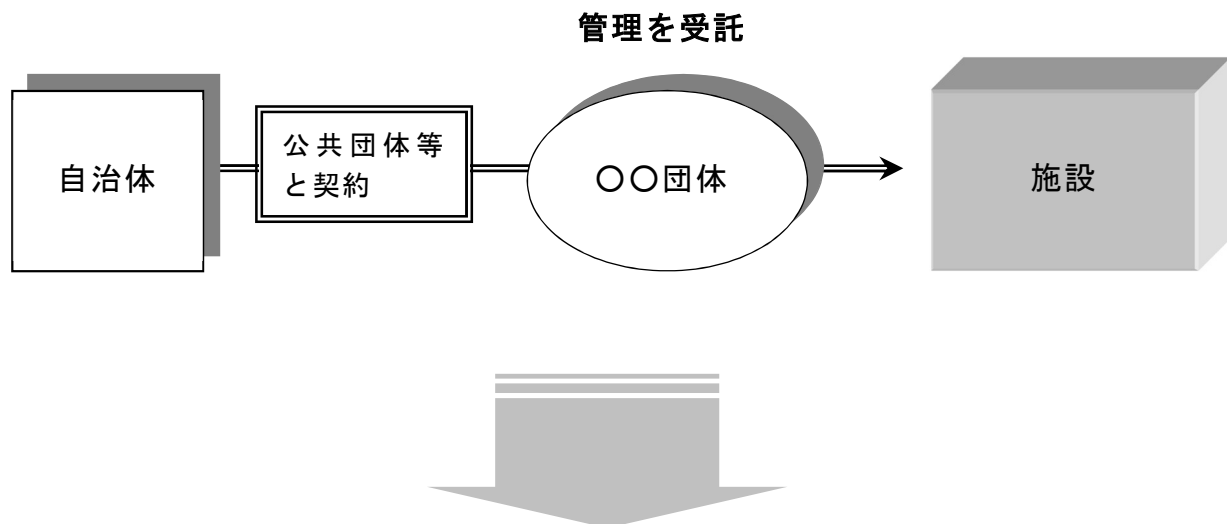 管理を受託
自治体
公共団体等
と契約
〇〇団体
施設